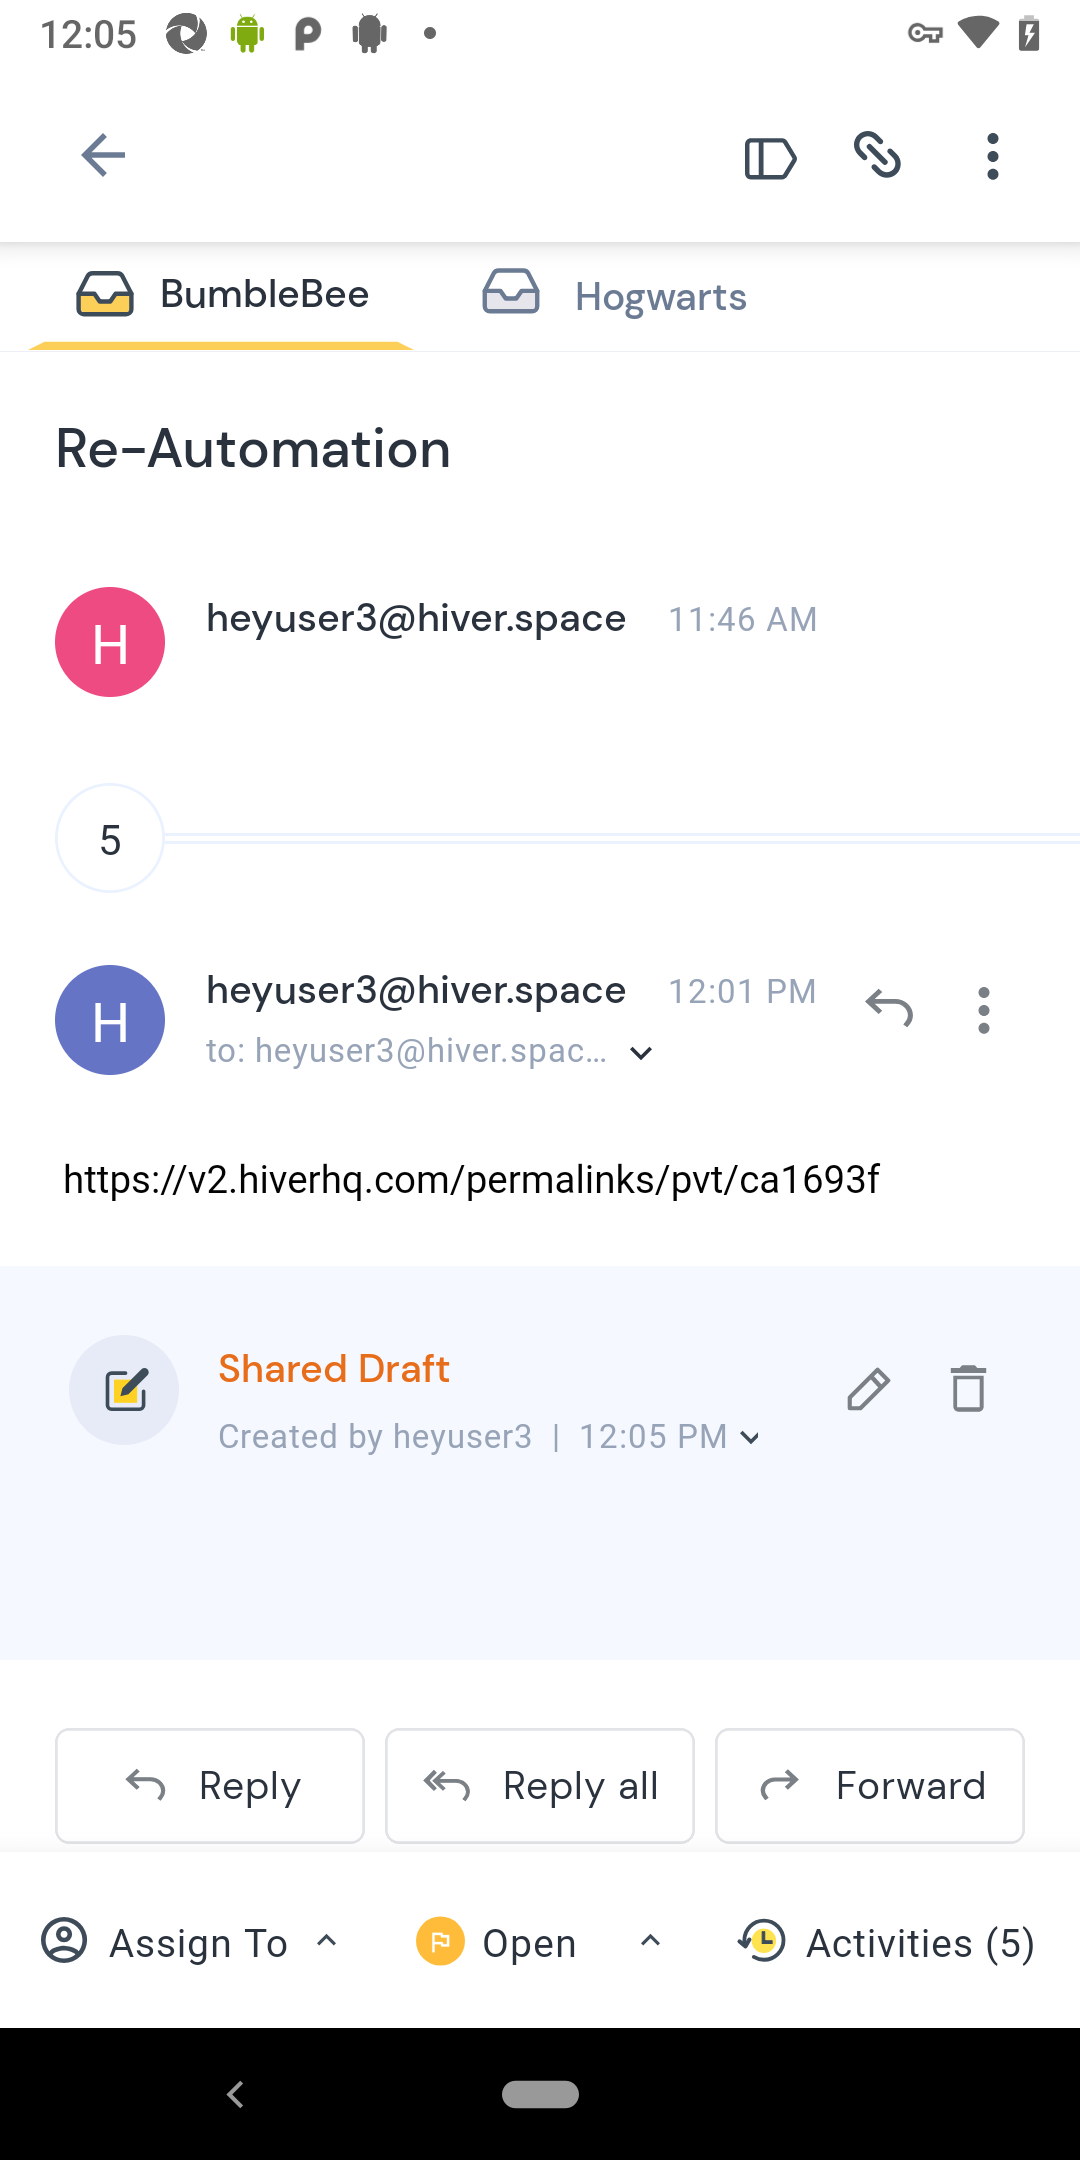 12:05
BumbleBee
Hogwarts
Re-Automation
H
heyuser3@hiver.space 11:46 AM
5
H
heyuser3@hiver.space 12:01 PM
to: heyuser3@hiver.spac...
https://v2.hiverhq.com/permalinks/pvt/ca1693f
Shared Draft
Created by heyuser3 | 12:05 PM
Reply
Reply all
Forward
Assign To
Open
Activities (5)